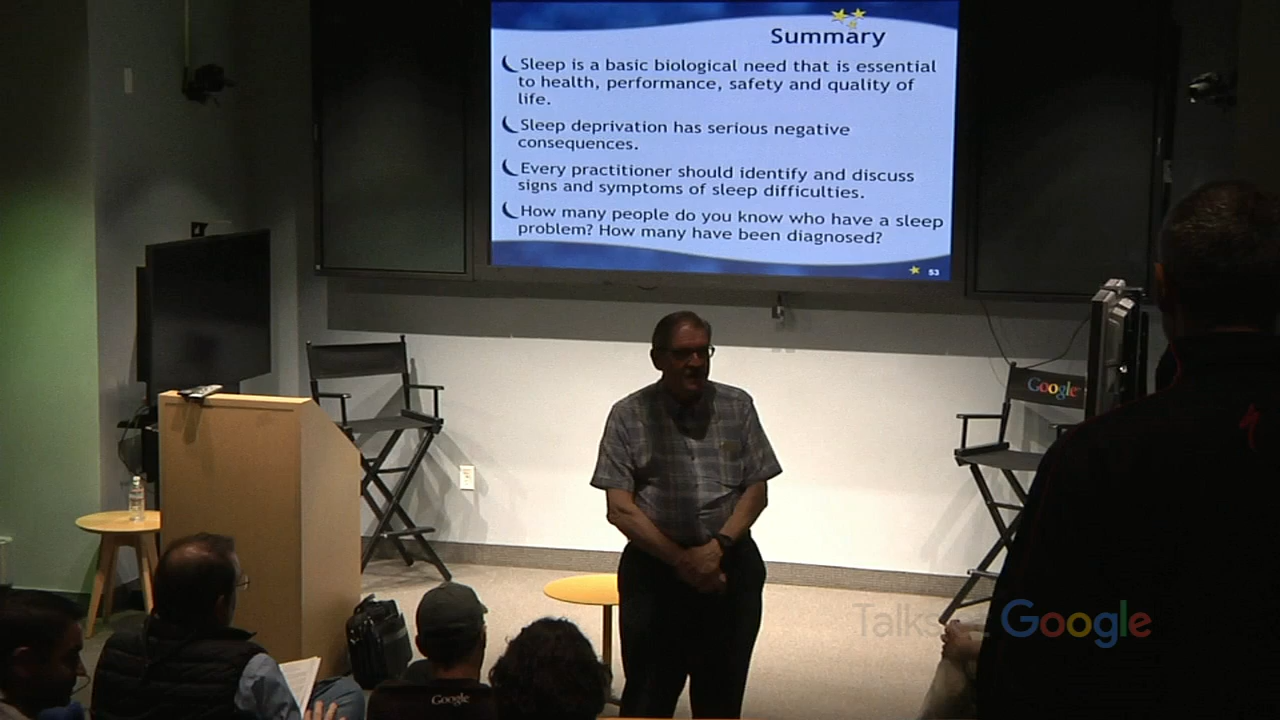 Summary
Sleep is a basic biological need that is essential
to health, performance, safety and quality of
life.
Sleep deprivation has serious negative
consequences.
Every practitioner should identify and discuss
signs and symptoms of sleep difficulties.
How many people do you know who have a sleep
problem? How many have been diagnosed?
53
Google
Talks at Google
Google